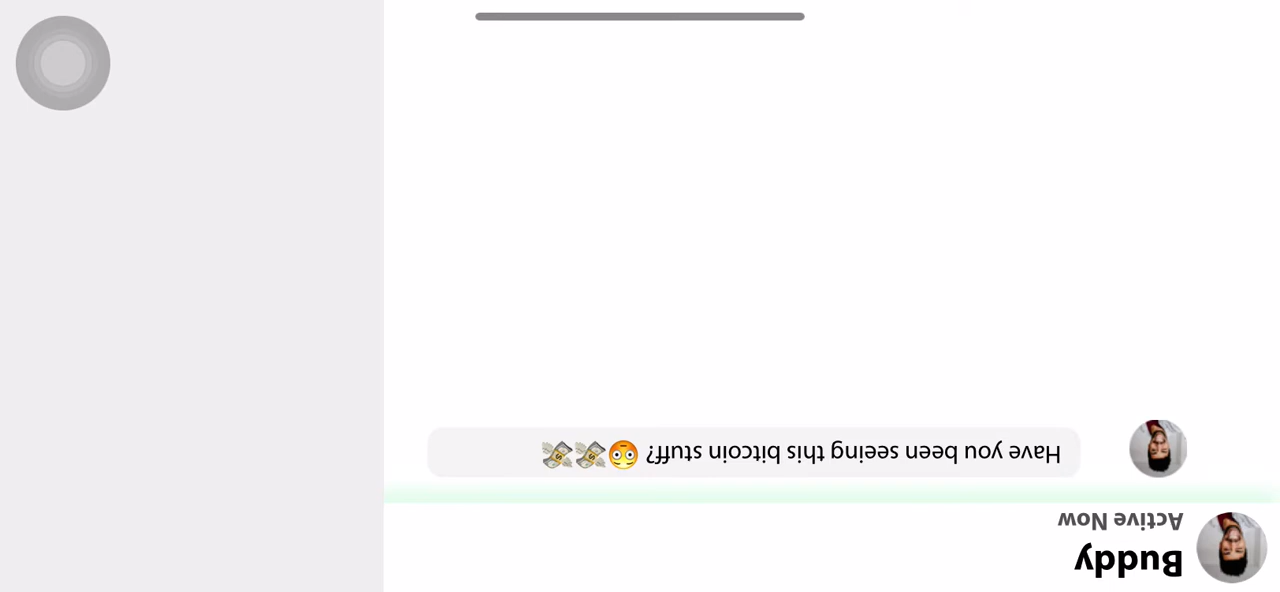 Buddy
Active Now
Have you been seeing this bitcoin stuff? 😳💸💸